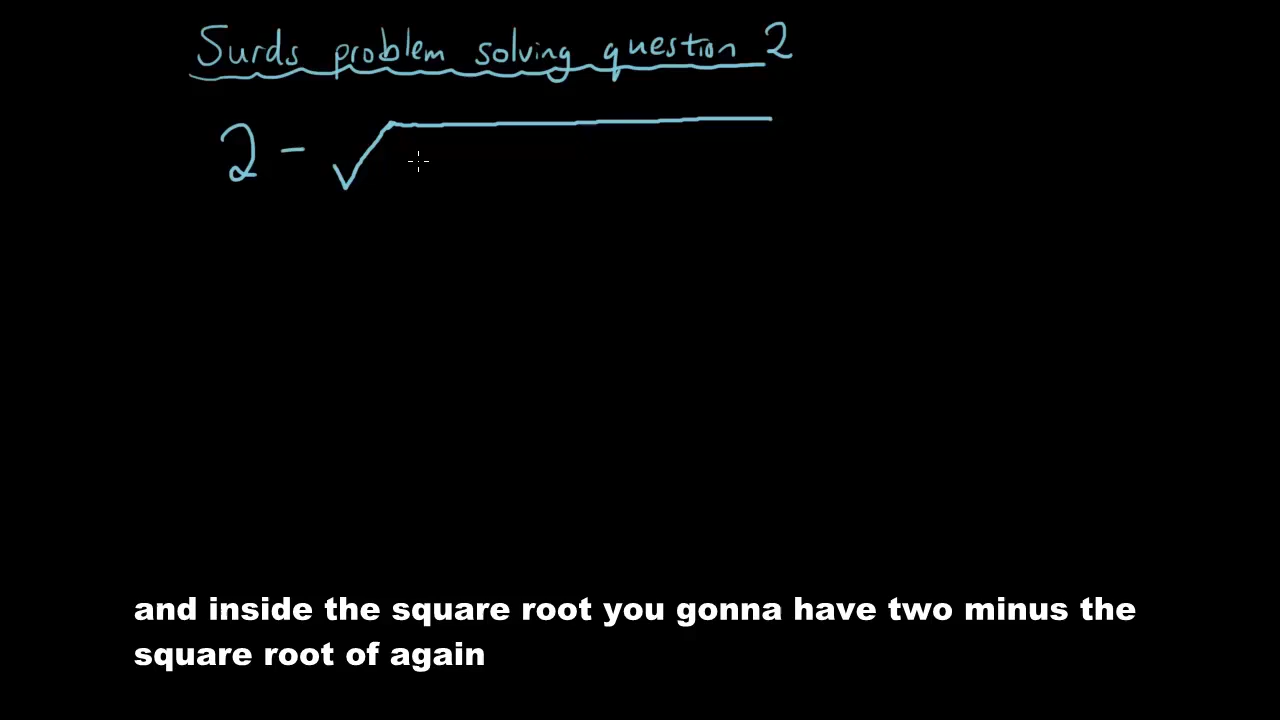 Surds problem solving question 2
2 - √
and inside the square root you gonna have two minus the
square root of again